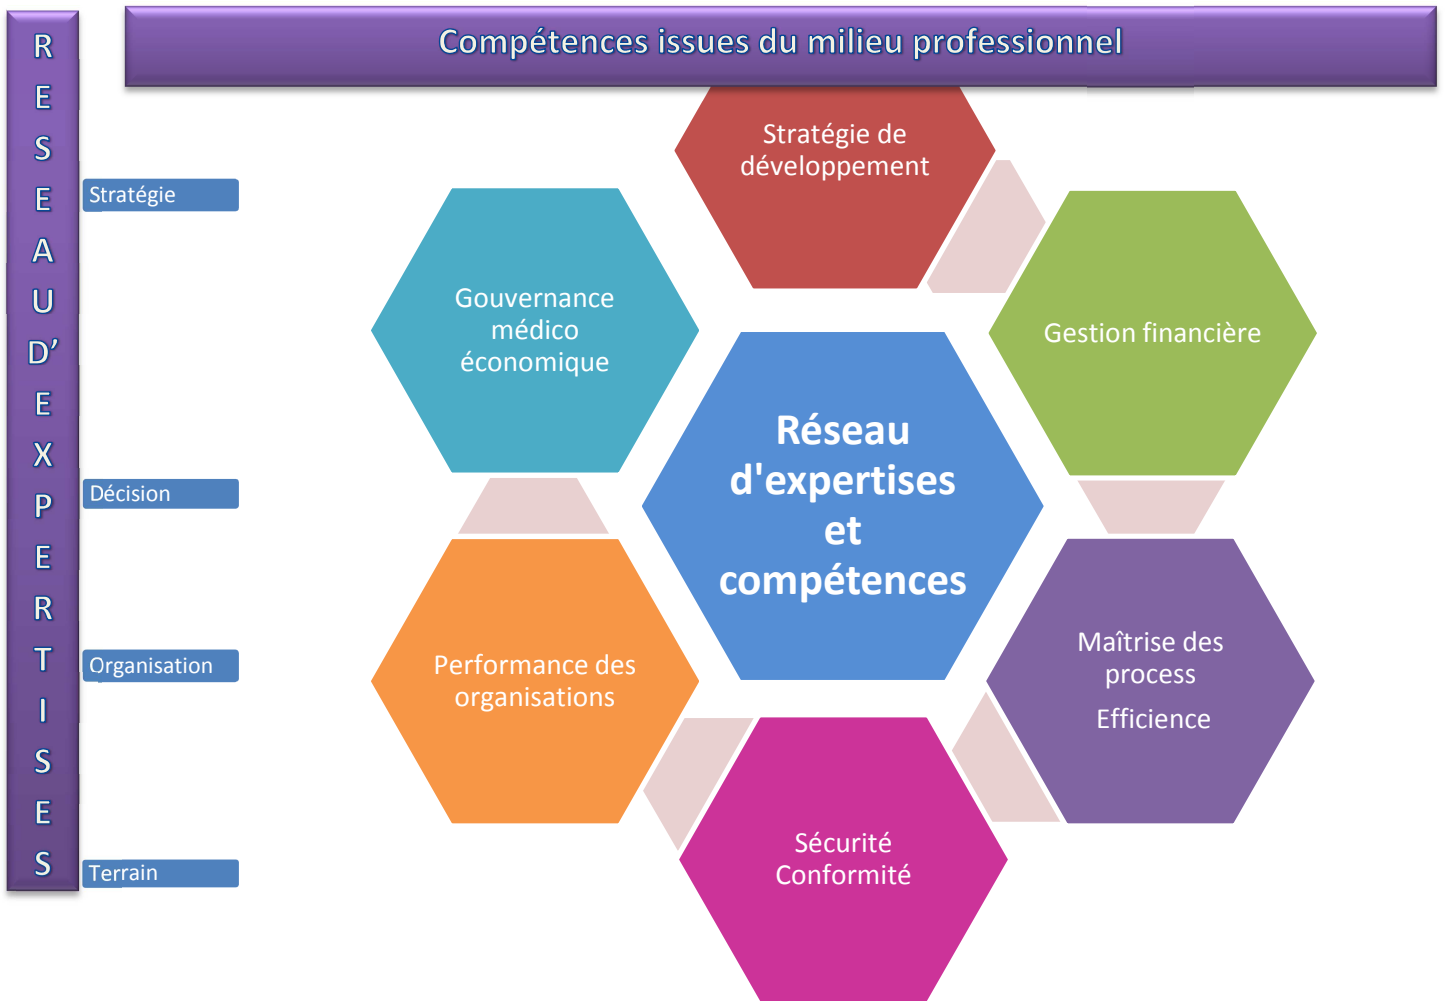 Compétences issues du milieu professionnel
R
E
S
E
A
U
D’
E
X
P
E
R
T
I
S
E
S
Stratégie
Décision
Organisation
Terrain
Stratégie de
développement
Gestion financière
Maîtrise des
process
Efficience
Sécurité
Conformité
Performance des
organisations
Gouvernance
médico
économique
Réseau
d'expertises
et
compétences